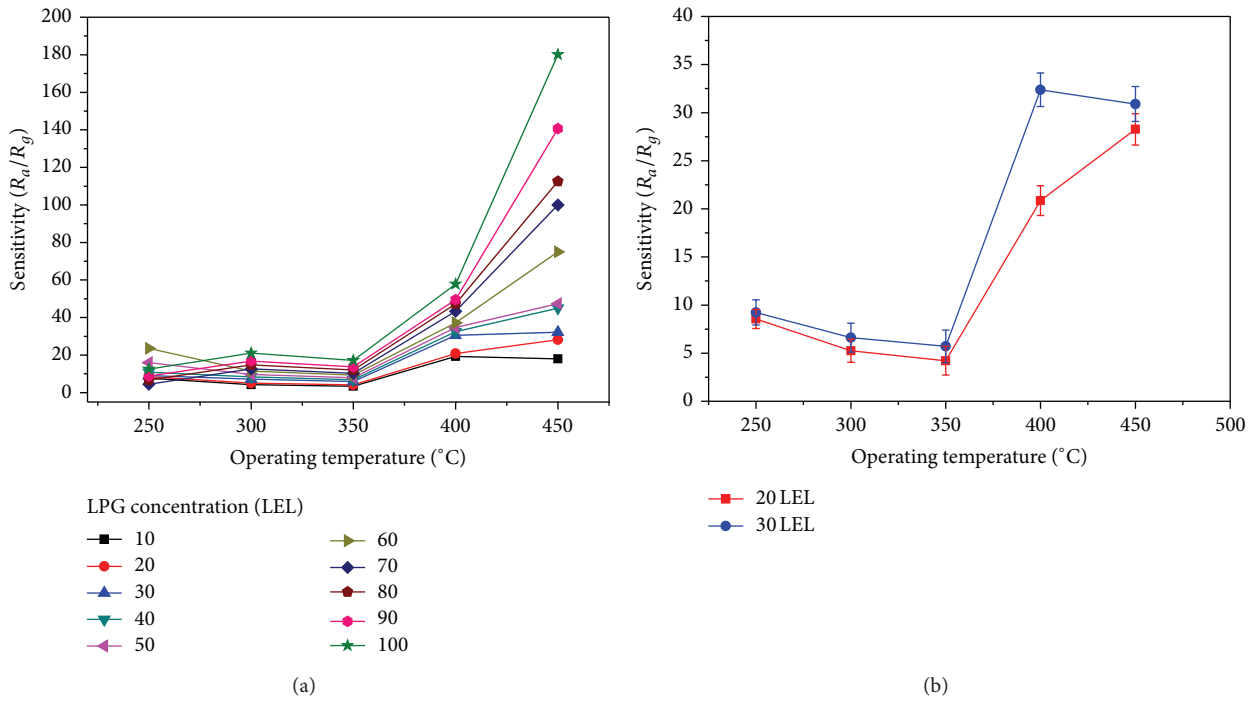 200
180
160
140
120
100
80
60
40
20
0
Sensitivity (Ra/Rg)
250 300 350 400 450
Operating temperature (°C)
LPG concentration (LEL)
10
20
30
40
50
60
70
80
90
100
(a)
40
35
30
25
20
15
10
5
0
Sensitivity (Ra/Rg)
250 300 350 400 450 500
Operating temperature (°C)
20 LEL
30 LEL
(b)